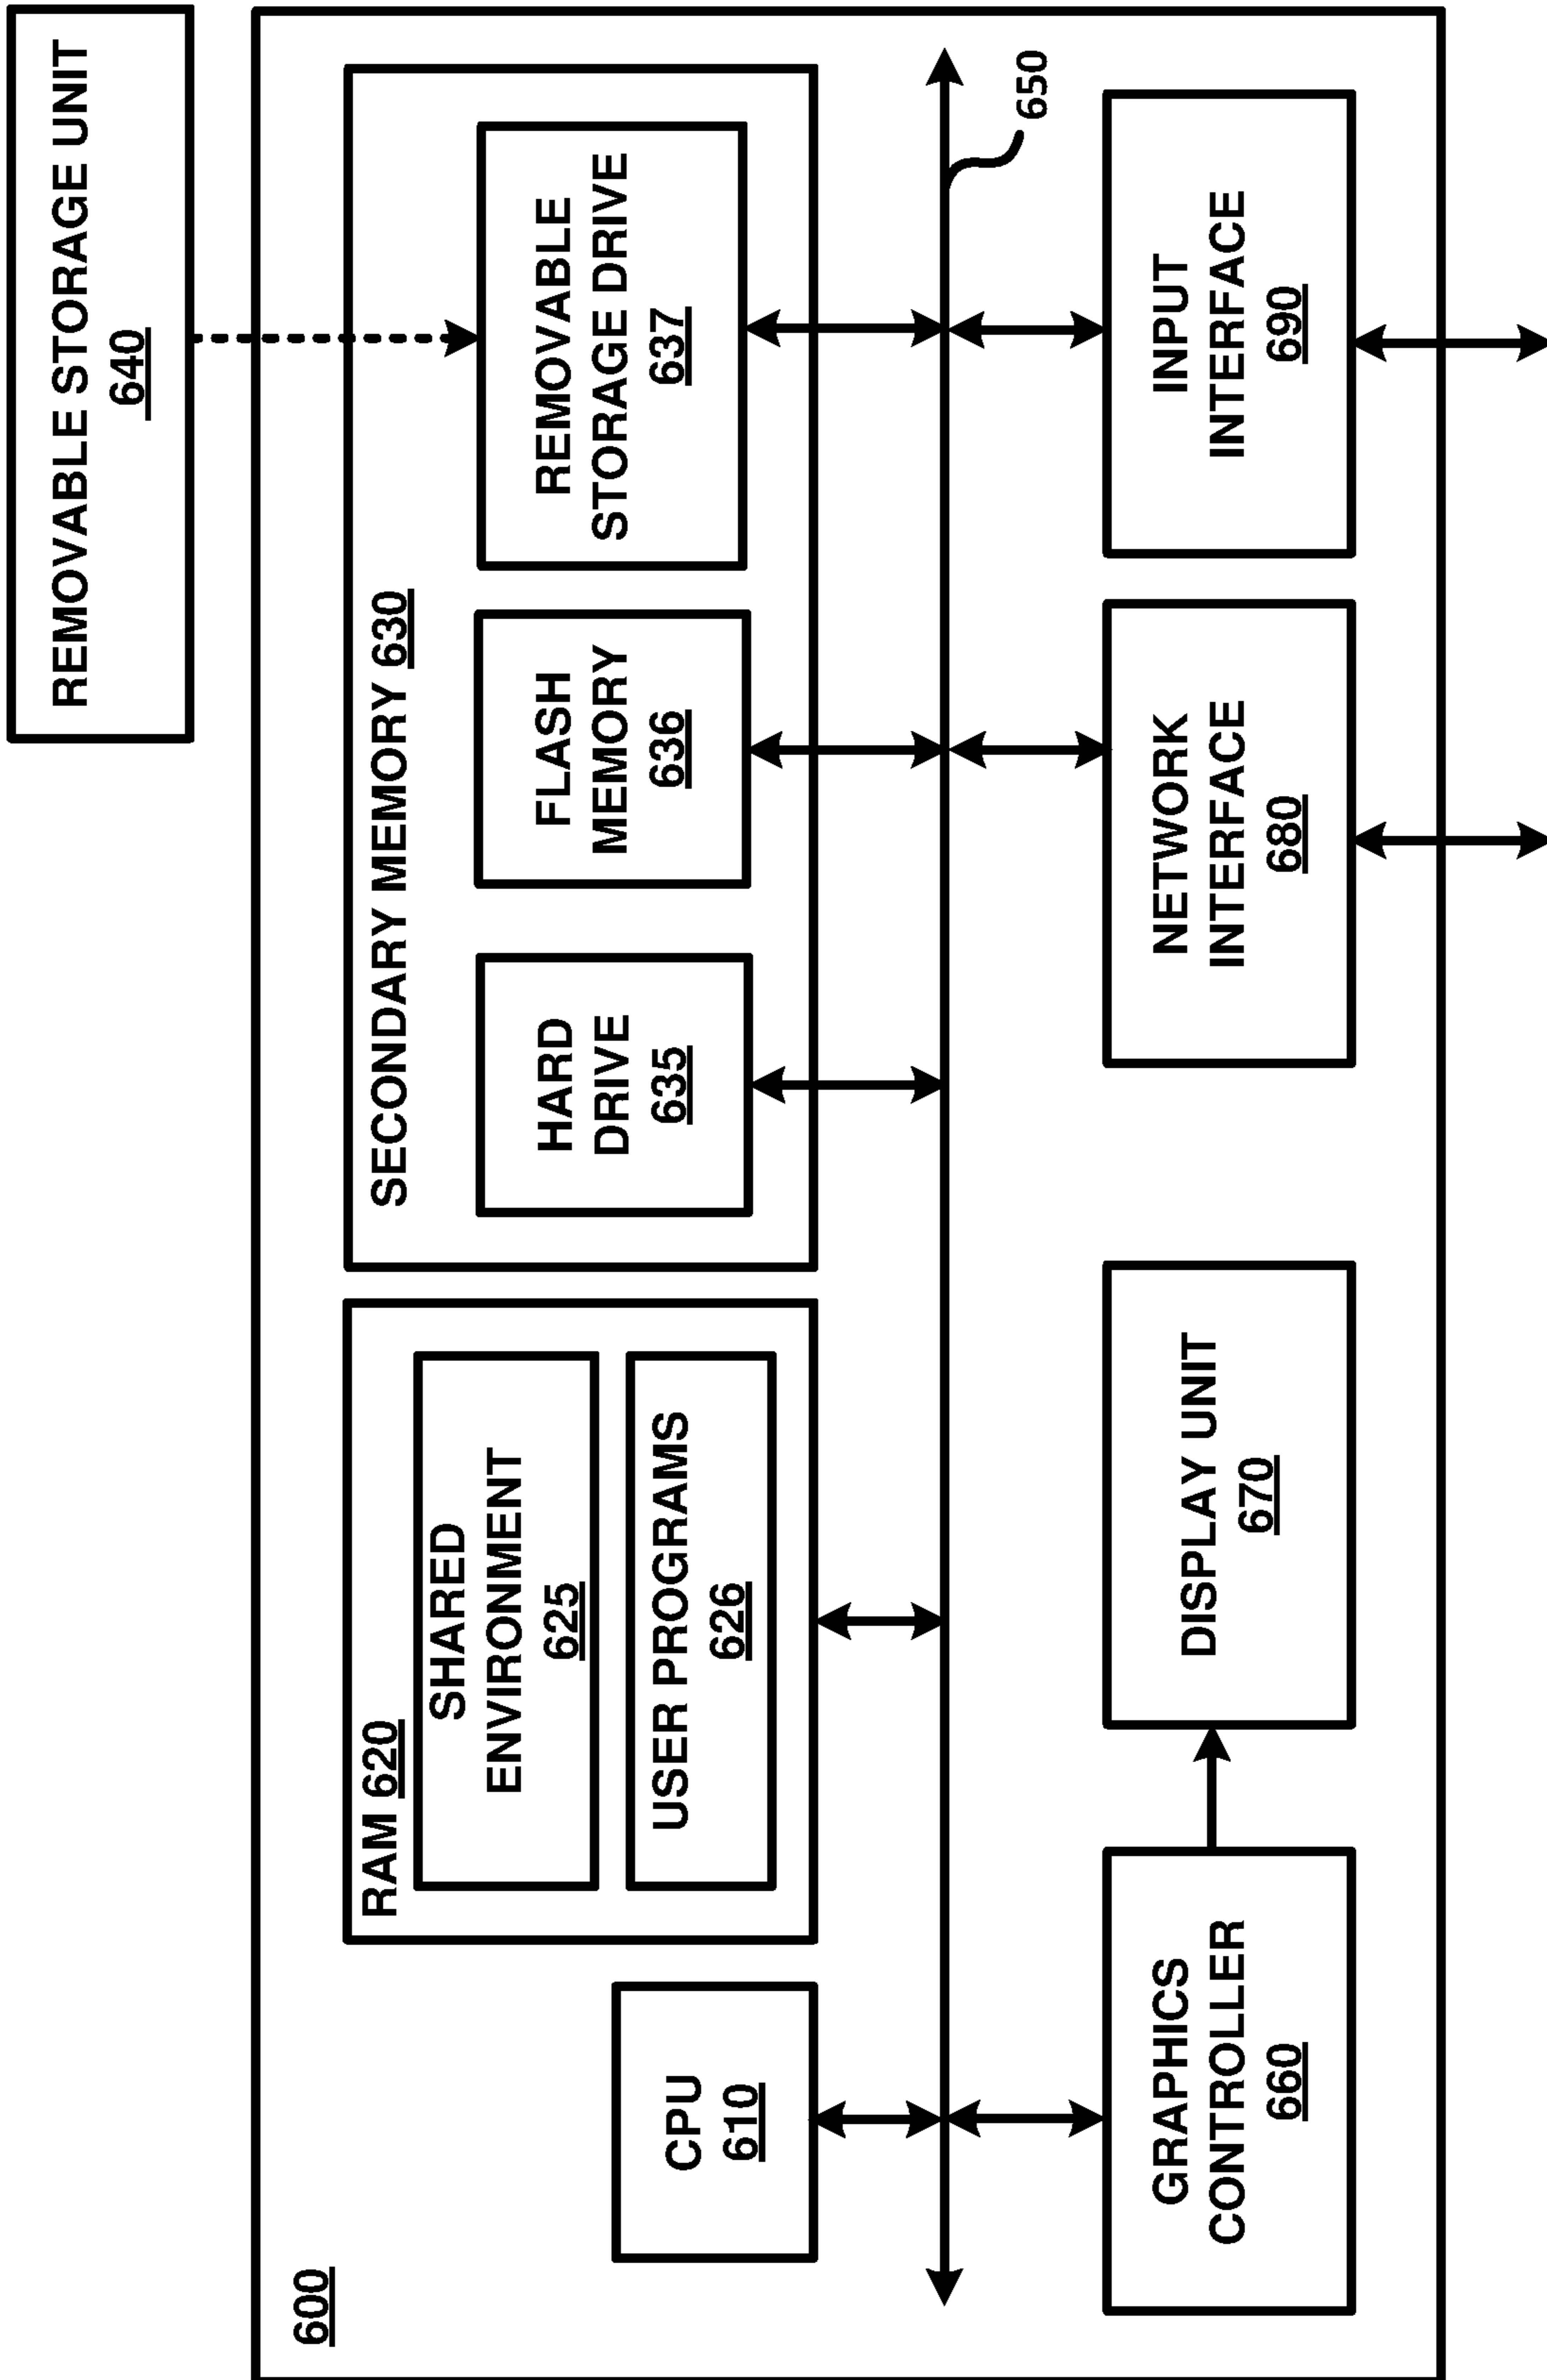 REMOVABLE STORAGE UNIT
640
600
RAM 620
SHARED
ENVIRONMENT
625
USER PROGRAMS
626
SECONDARY MEMORY 630
HARD
DRIVE
635
FLASH
MEMORY
636
REMOVABLE
STORAGE DRIVE
637
CPU
610
650
GRAPHICS
CONTROLLER
660
DISPLAY UNIT
670
NETWORK
INTERFACE
680
INPUT
INTERFACE
690